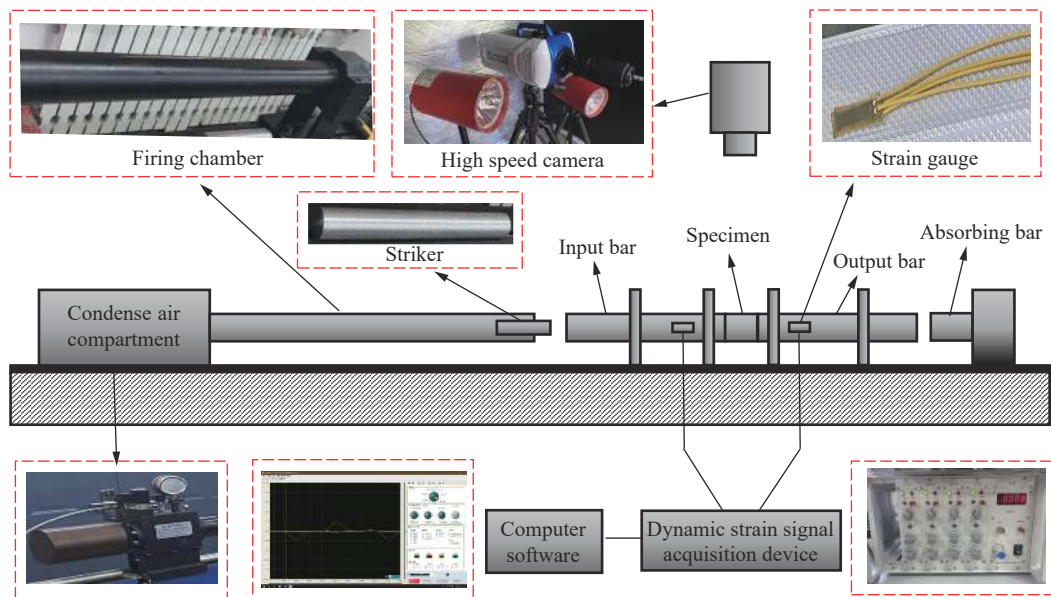 Firing chamber
High speed camera
Strain gauge
Striker
Input bar
Specimen
Output bar
Absorbing bar
Condense air
compartment
Computer
software
Dynamic strain signal
acquisition device